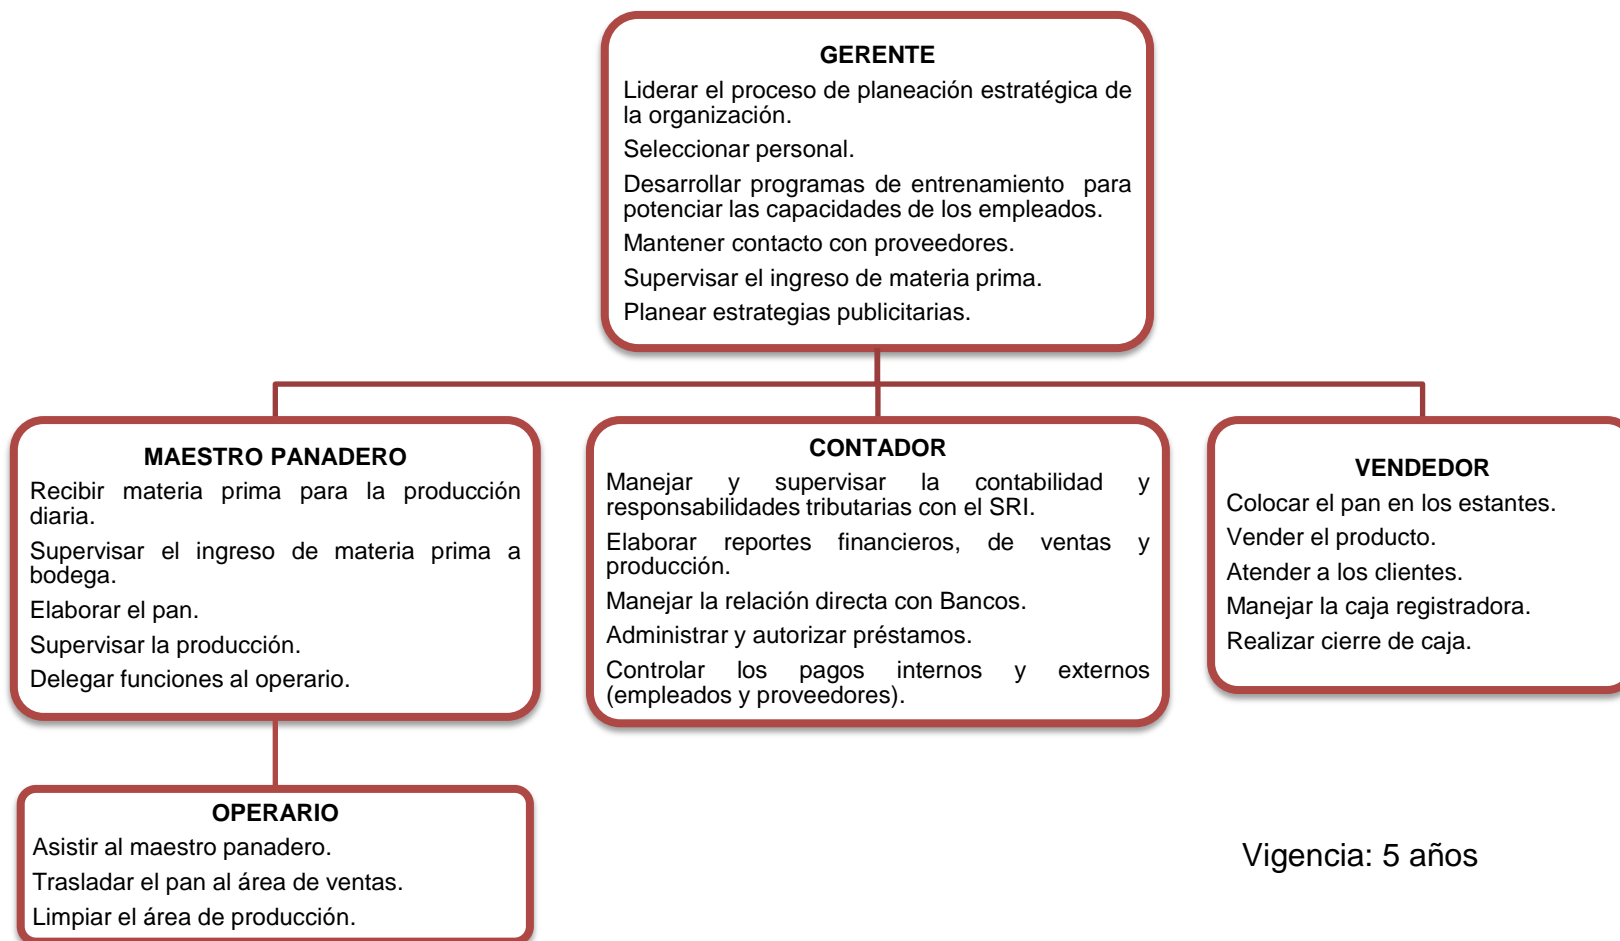 GERENTE
Liderar el proceso de planeación estratégica de
la organización.
Seleccionar personal.
Desarrollar programas de entrenamiento para
potenciar las capacidades de los empleados.
Mantener contacto con proveedores.
Supervisar el ingreso de materia prima.
Planear estrategias publicitarias.
MAESTRO PANADERO
Recibir materia prima para la producción
diaria.
Supervisar el ingreso de materia prima a
bodega.
Elaborar el pan.
Supervisar la producción.
Delegar funciones al operario.
CONTADOR
Manejar y supervisar la contabilidad y
responsabilidades tributarias con el SRI.
Elaborar reportes financieros, de ventas y
producción.
Manejar la relación directa con Bancos.
Administrar y autorizar préstamos.
Controlar los pagos internos y externos
(empleados y proveedores).
VENDEDOR
Colocar el pan en los estantes.
Vender el producto.
Atender a los clientes.
Manejar la caja registradora.
Realizar cierre de caja.
OPERARIO
Asistir al maestro panadero.
Trasladar el pan al área de ventas.
Limpiar el área de producción.
Vigencia: 5 años